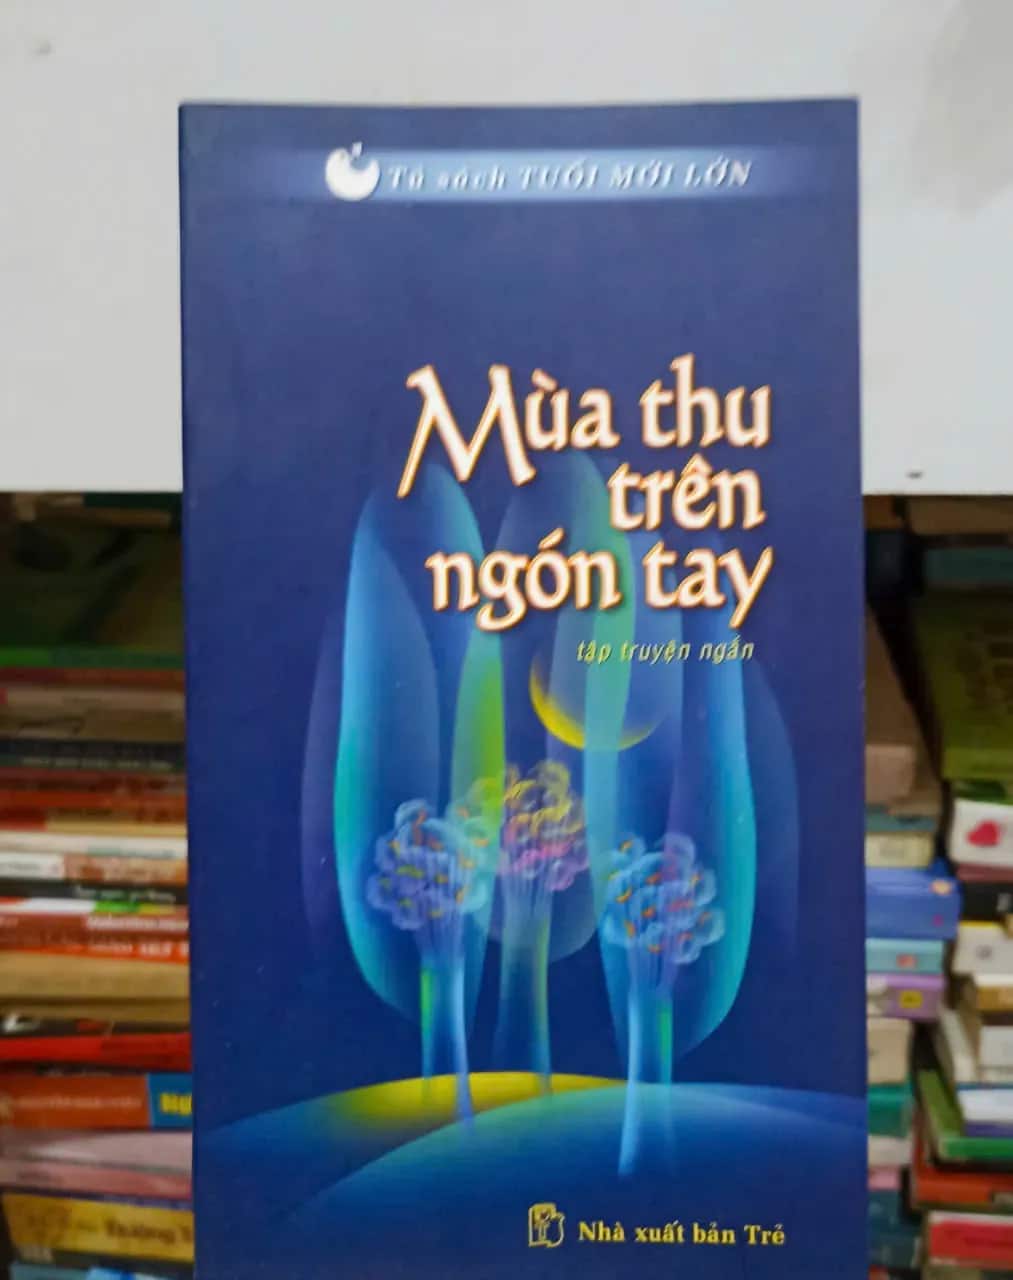 Tủ sách TUỔI MỚI LỚN
Mùa thu
trên
ngón tay
tập truyện ngắn
Nhà xuất bản Trẻ